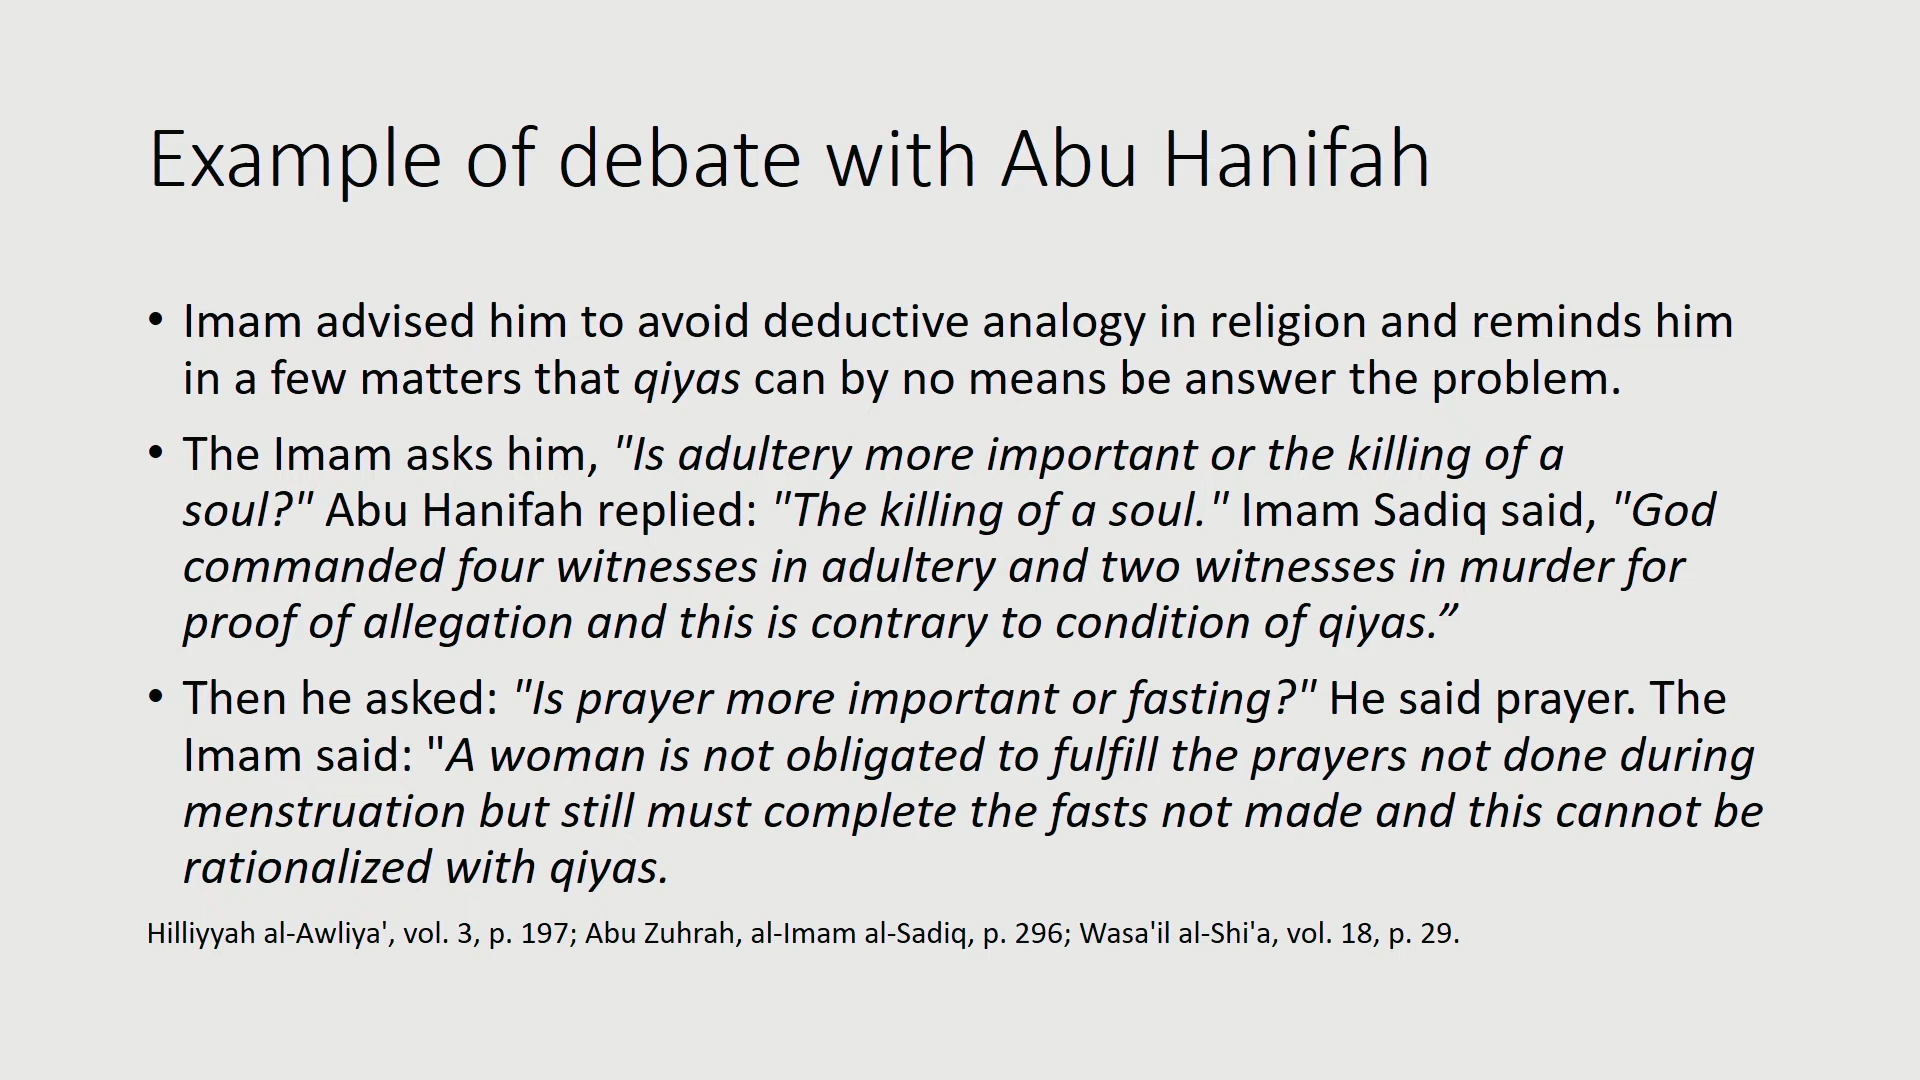 Example of debate with Abu Hanifah
• Imam advised him to avoid deductive analogy in religion and reminds him
in a few matters that qiyas can by no means be answer the problem.
• The Imam asks him, "Is adultery more important or the killing of a
soul?" Abu Hanifah replied: "The killing of a soul." Imam Sadiq said, "God
commanded four witnesses in adultery and two witnesses in murder for
proof of allegation and this is contrary to condition of qiyas.”
• Then he asked: "Is prayer more important or fasting?" He said prayer. The
Imam said: "A woman is not obligated to fulfill the prayers not done during
menstruation but still must complete the fasts not made and this cannot be
rationalized with qiyas.
Hilliyyah al-Awliya', vol. 3, p. 197; Abu Zuhrah, al-Imam al-Sadiq, p. 296; Wasa'il al-Shi'a, vol. 18, p. 29.